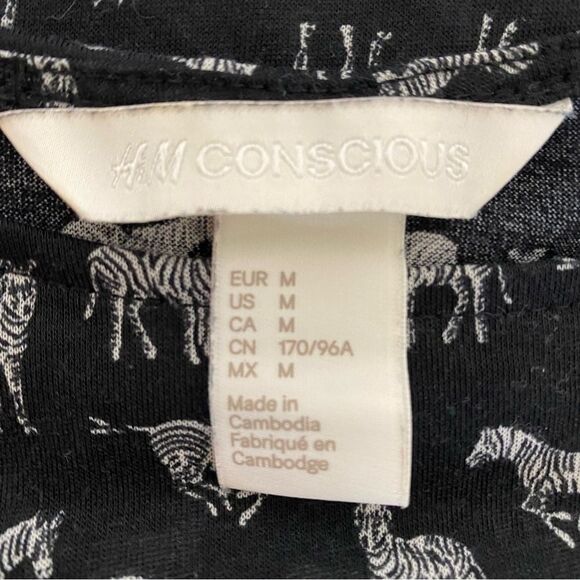 H&M CONSCIOUS
EUR M
US M
CA M
CN 170/96A
MX M
Made in
Cambodia
Fabriqué en
Cambodge